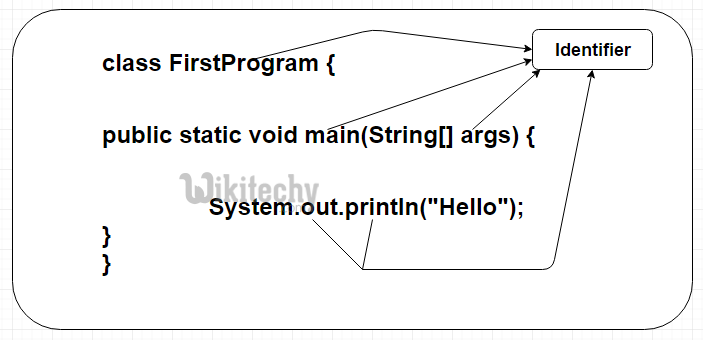 Identifier
class FirstProgram {
public static void main(String[] args) {
Wikitechy
System.out.println("Hello");
}
}